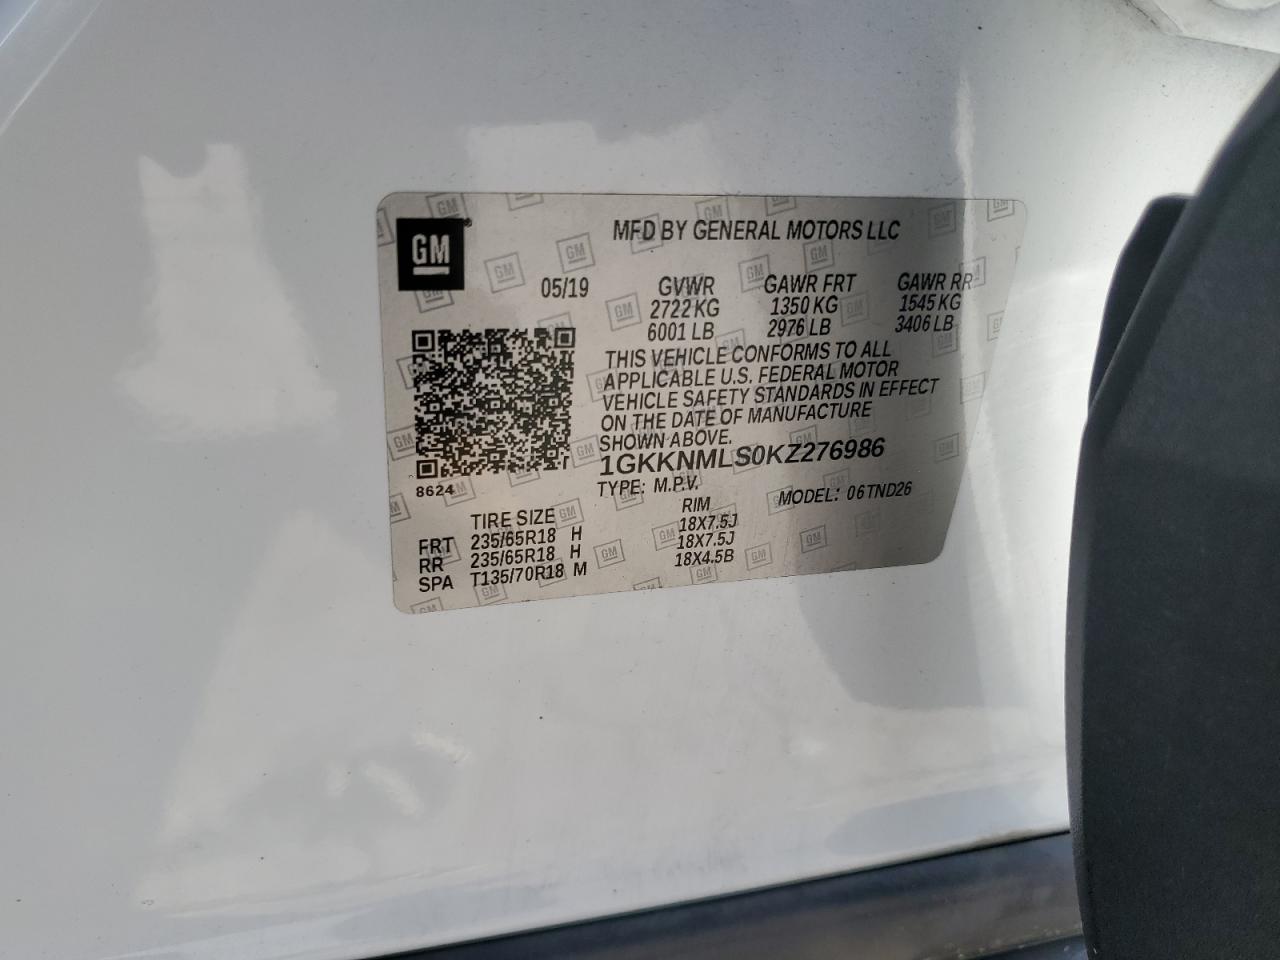 GM
MFD BY GENERAL MOTORS LLC
05/19 GVWR GAWR FRT GAWR RR
2722 KG 1350 KG 1545 KG
6001 LB 2976 LB 3406 LB
THIS VEHICLE CONFORMS TO ALL
APPLICABLE U.S. FEDERAL MOTOR
VEHICLE SAFETY STANDARDS IN EFFECT
ON THE DATE OF MANUFACTURE
SHOWN ABOVE.
1GKKNMLS0KZ276986
8624
TYPE: M.P.V. MODEL: 06TND26
TIRE SIZE RIM
FRT 235/65R18 H 18X7.5J
RR 235/65R18 H 18X7.5J
SPA T135/70R18 M 18X4.5B